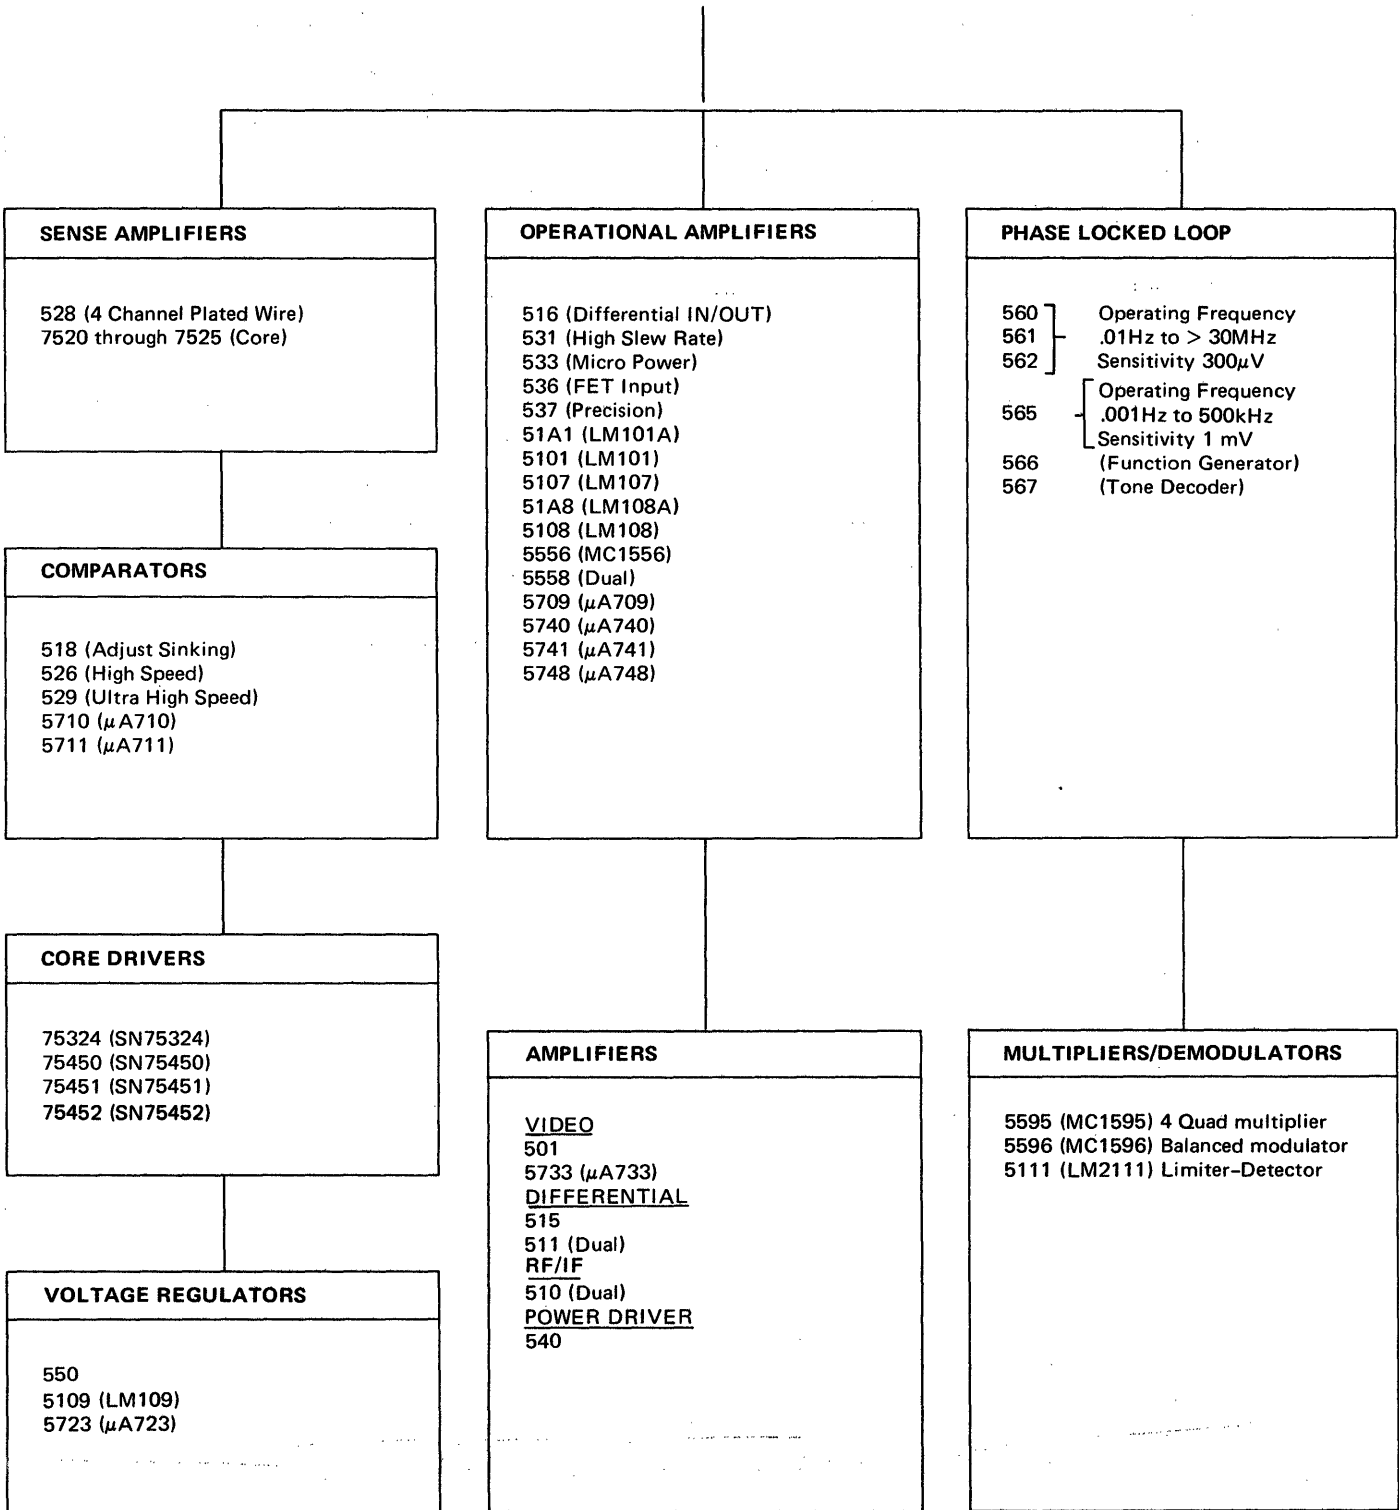 SENSE AMPLIFIERS
528 (4 Channel Plated Wire)
7520 through 7525 (Core)
COMPARATORS
518 (Adjust Sinking)
526 (High Speed)
529 (Ultra High Speed)
5710 (μA710)
5711 (μA711)
CORE DRIVERS
75324 (SN75324)
75450 (SN75450)
75451 (SN75451)
75452 (SN75452)
VOLTAGE REGULATORS
550
5109 (LM109)
5723 (μA723)
OPERATIONAL AMPLIFIERS
516 (Differential IN/OUT)
531 (High Slew Rate)
533 (Micro Power)
536 (FET Input)
537 (Precision)
51A1 (LM101A)
5101 (LM101)
5107 (LM107)
51A8 (LM108A)
5108 (LM108)
5556 (MC1556)
5558 (Dual)
5709 (μA709)
5740 (μA740)
5741 (μA741)
5748 (μA748)
AMPLIFIERS
VIDEO
501
5733 (μA733)
DIFFERENTIAL
515
511 (Dual)
RF/IF
510 (Dual)
POWER DRIVER
540
PHASE LOCKED LOOP
560 Operating Frequency
561 .01Hz to > 30MHz
562 Sensitivity 300μV
Operating Frequency
565 .001Hz to 500kHz
Sensitivity 1 mV
566 (Function Generator)
567 (Tone Decoder)
MULTIPLIERS/DEMODULATORS
5595 (MC1595) 4 Quad multiplier
5596 (MC1596) Balanced modulator
5111 (LM2111) Limiter-Detector